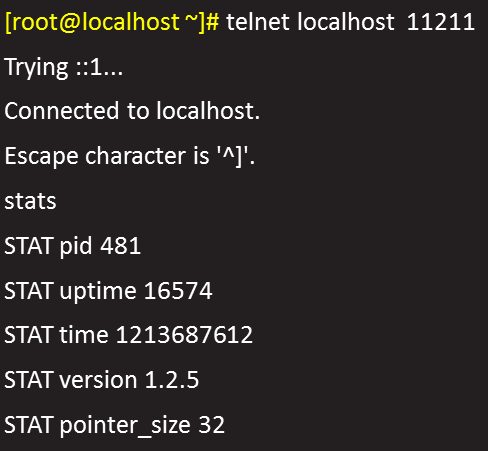 [root@localhost ~]# telnet localhost 11211
Trying ::1...
Connected to localhost.
Escape character is '^]'.
stats
STAT pid 481
STAT uptime 16574
STAT time 1213687612
STAT version 1.2.5
STAT pointer_size 32